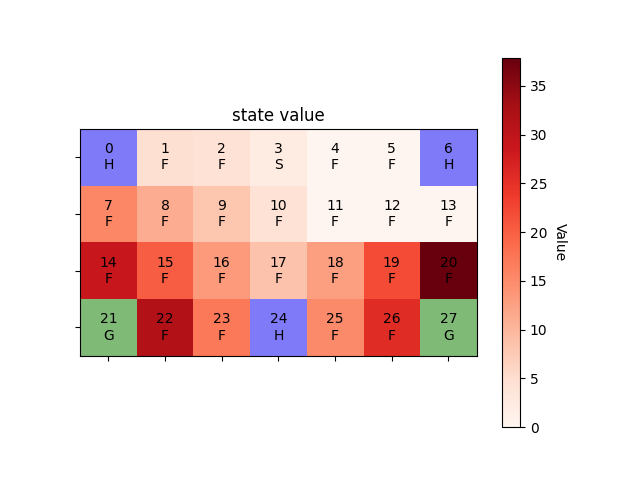 state value
0 1 2 3 4 5 6
H F F S F F H
7 8 9 10 11 12 13
F F F F F F F
14 15 16 17 18 19 20
F F F F F F F
21 22 23 24 25 26 27
G F F H F F G
35
30
25
20
15
10
5
0
Value